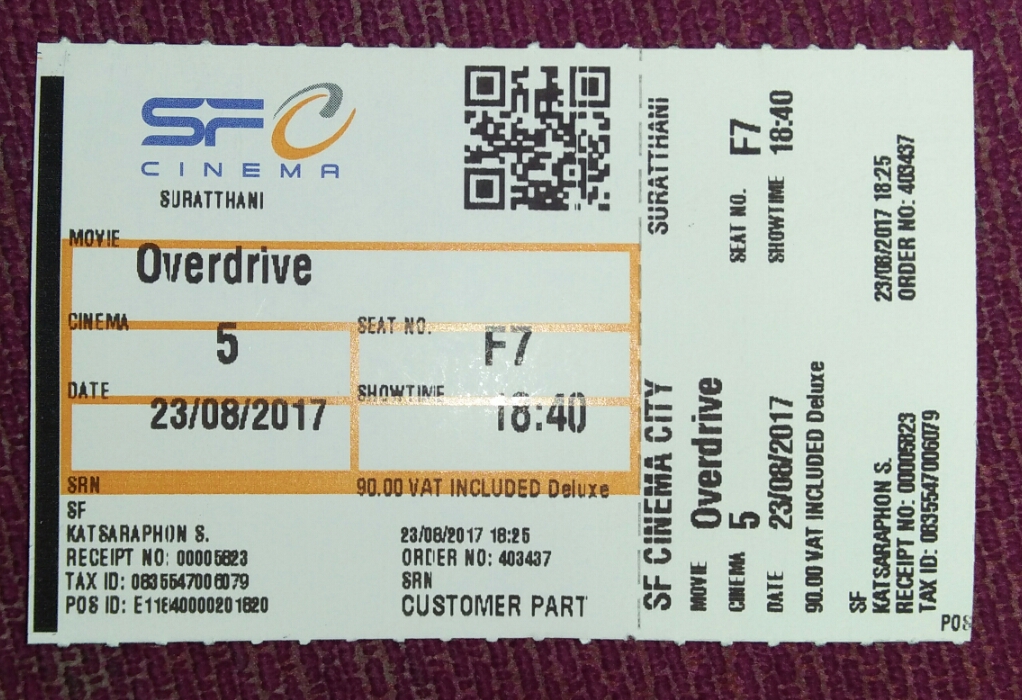 SF
CINEMA
SURATTHANI
MOVIE
Overdrive
CINEMA
5
SEAT NO.
F7
DATE
23/08/2017
SHOWTIME
18:40
SRN
90.00 VAT INCLUDED Deluxe
SF
KATSARAPHON S.
RECEIPT NO: 00005823
TAX ID: 0835547006079
POS ID: E11640000201620
23/08/2017 18:25
ORDER NO: 403437
SRN
CUSTOMER PART
SF CINEMA CITY SURATTHANI
MOVIE Overdrive
CINEMA 5 SEAT NO. F7
DATE 23/08/2017 SHOWTIME 18:40
90.00 VAT INCLUDED Deluxe
SF
KATSARAPHON S. 23/08/2017 18:25
RECEIPT NO: 00005823 ORDER NO: 403437
TAX ID: 0835547006079
POS